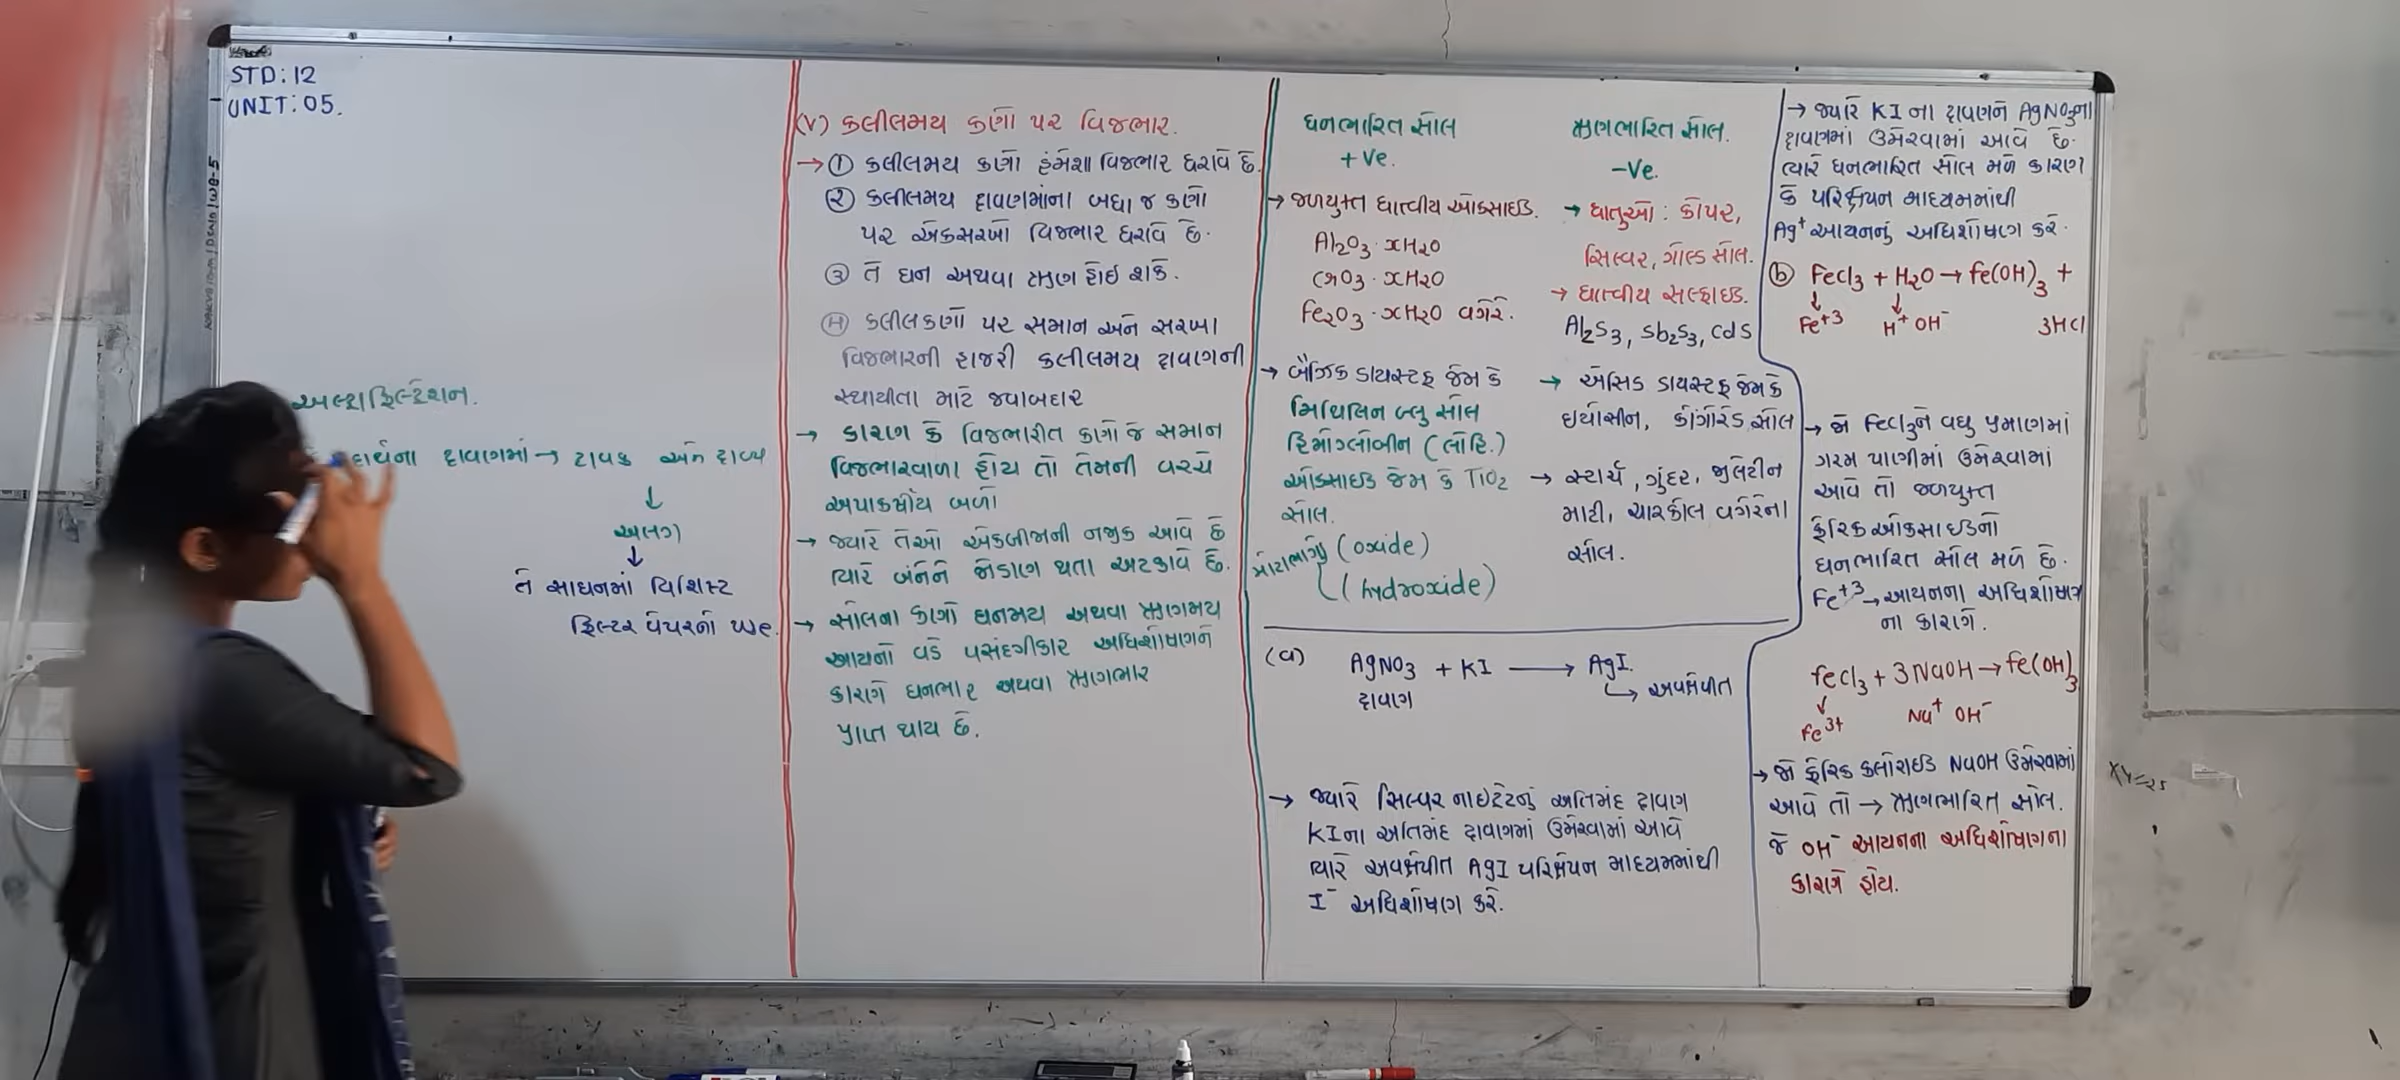 STD: 12
UNIT: 05.
અલ્ટ્રાફિલ્ટ્રેશન.
દ્રાવણમાં → દ્રાવક અને દ્રાવ્ય
↓
અલગ
↓
તે સાધનમાં વિશિસ્ટ
ફિલ્ટર પેપરનો use.
(v) કલીલમય કણો પર વિજભાર.
→ ① કલીલમય કણો હંમેશા વિજભાર ધરાવે છે.
② કલીલમય દ્રાવણમાંના બધા જ કણો
પર એકસરખો વિજભાર ધરાવે છે.
③ તે ઘન અથવા ઋણ હોઈ શકે.
④ કલીલકણો પર સમાન અને સરખા
વિજભારની હાજરી કલીલમય દ્રાવણની
સ્થાયીતા માટે જવાબદાર
→ કારણ કે વિજભારીત કણો જે સમાન
વિજભારવાળા હોય તો તેમની વચ્ચે
અપાકર્ષીય બળો
→ જ્યારે તેઓ એકબીજાની નજીક આવે છે
ત્યારે બંનેને જોડાણ થતા અટકાવે છે.
→ સોલના કણો ધનમય અથવા ઋણમય
આયનો વડે પસંદગીકાર અધિશોષણને
કારણે ધનભાર અથવા ઋણભાર
પ્રાપ્ત થાય છે.
ધનભારિત સોલ
+ve.
→ જળયુક્ત ધાત્વીય ઓક્સાઇડ.
Al2O3 · xH2O
CrO3 · xH2O
Fe2O3 · xH2O વગેરે.
→ બેઝિક ડાયસ્ટફ જેમ કે
મિથિલિન બ્લુ સોલ
હિમોગ્લોબીન (લોહિ.)
ઓક્સાઇડ જેમ કે TiO2
સોલ.
મોટાભાગે (oxide)
(hydroxide)
ઋણભારિત સોલ.
-ve.
→ ધાતુઓ : કોપર,
સિલ્વર, ગોલ્ડ સોલ.
→ ધાત્વીય સલ્ફાઇડ.
Al2S3, Sb2S3, Cds
→ એસિડ ડાયસ્ટફ જેમ કે
ઇયોસીન, કોંગોરેડ સોલ
→ સ્ટાર્ચ, ગુંદર, જીલેટીન
માટી, ચારકોલ વગેરેના
સોલ.
(a) AgNO3 + KI ⟶ AgI.
દ્રાવણ ↳ અવક્ષેપીત
→ જ્યારે સિલ્વર નાઇટ્રેટનું અતિમંદ દ્રાવણ
KIના અતિમંદ દ્રાવણમાં ઉમેરવામાં આવે
ત્યારે અવક્ષેપીત AgI પરિક્ષેપન માધ્યમમાંથી
I⁻ અધિશોષણ કરે.
→ જ્યારે KI ના દ્રાવણને AgNO3ના
દ્રાવણમાં ઉમેરવામાં આવે છે.
ત્યારે ધનભારિત સોલ મળે કારણ
કે પરિક્ષેપન માધ્યમમાંથી
Ag⁺ આયનનું અધિશોષણ કરે.
(b) FeCl3 + H2O → Fe(OH)3 +
↓ ↓
Fe⁺³ H⁺ OH⁻ 3HCl
→ જો FeCl3ને વધુ પ્રમાણમાં
ગરમ પાણીમાં ઉમેરવામાં
આવે તો જળયુક્ત
ફેરિક ઓક્સાઇડનો
ધનભારિત સોલ મળે છે.
Fe⁺³ → આયનના અધિશોષણ
ના કારણે.
FeCl3 + 3NaOH → Fe(OH)3
↓
Fe³⁺ Na⁺ OH⁻
→ જો ફેરિક ક્લોરાઇડ NaOH ઉમેરવામાં
આવે તો → ઋણભારિત સોલ.
જે OH⁻ આયનના અધિશોષણના
કારણે હોય.